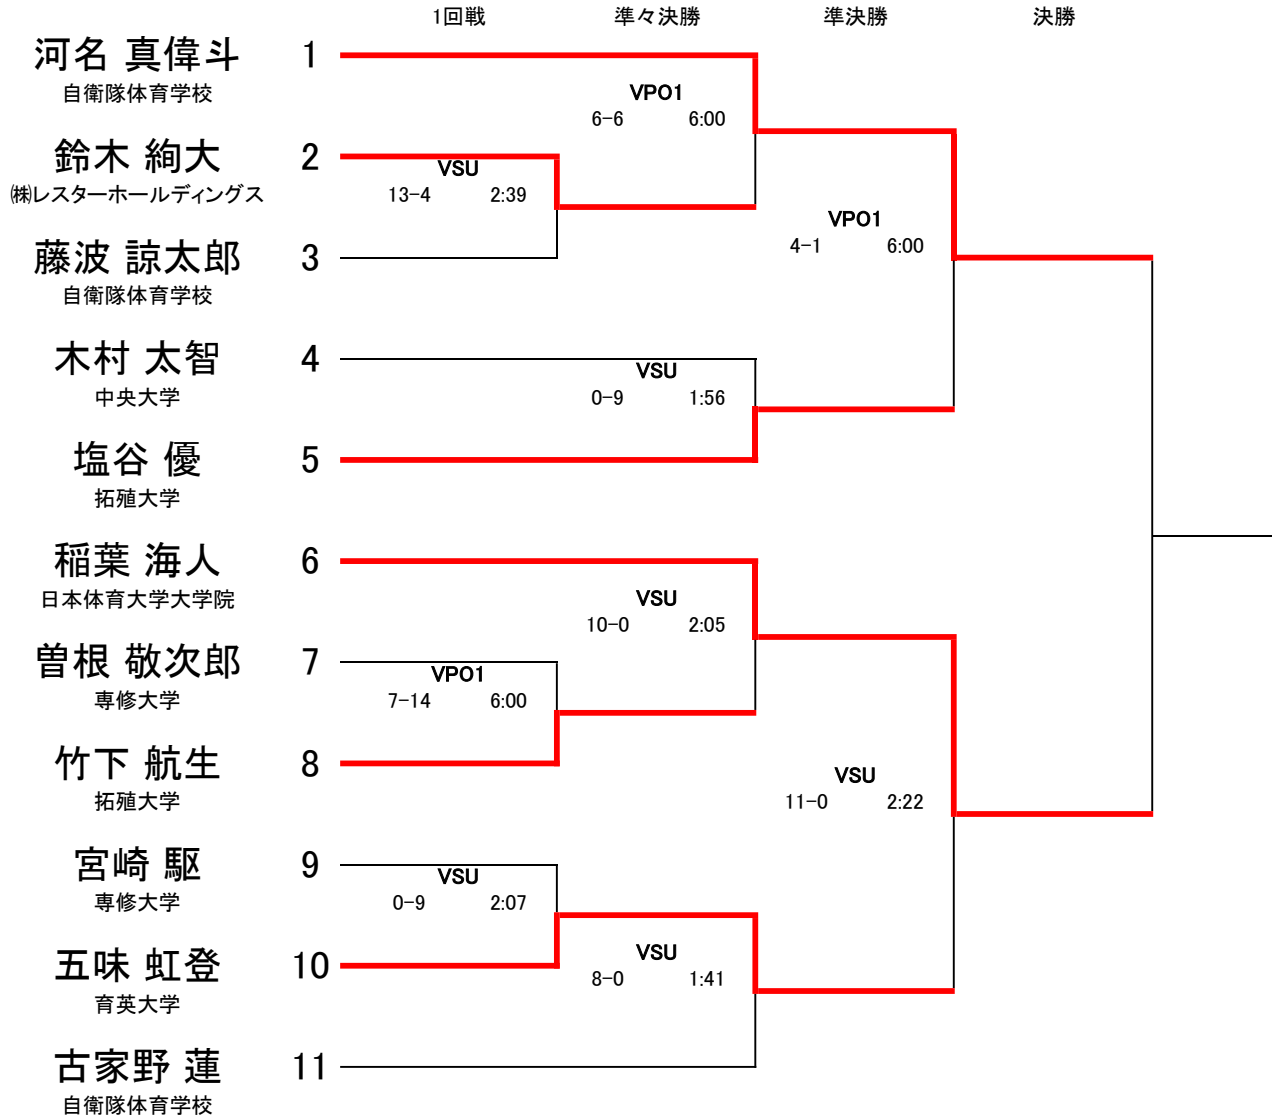 1回戦 準々決勝 準決勝 決勝
河名 真偉斗 1
自衛隊体育学校
VPO1
6-6 6:00
鈴木 絢大 2
㈱レスターホールディングス
VSU
13-4 2:39
藤波 諒太郎 3
自衛隊体育学校
VPO1
4-1 6:00
木村 太智 4
中央大学
VSU
0-9 1:56
塩谷 優 5
拓殖大学
稲葉 海人 6
日本体育大学大学院
VSU
10-0 2:05
曽根 敬次郎 7
専修大学
VPO1
7-14 6:00
竹下 航生 8
拓殖大学
VSU
11-0 2:22
宮崎 駆 9
専修大学
VSU
0-9 2:07
五味 虹登 10
育英大学
VSU
8-0 1:41
古家野 蓮 11
自衛隊体育学校